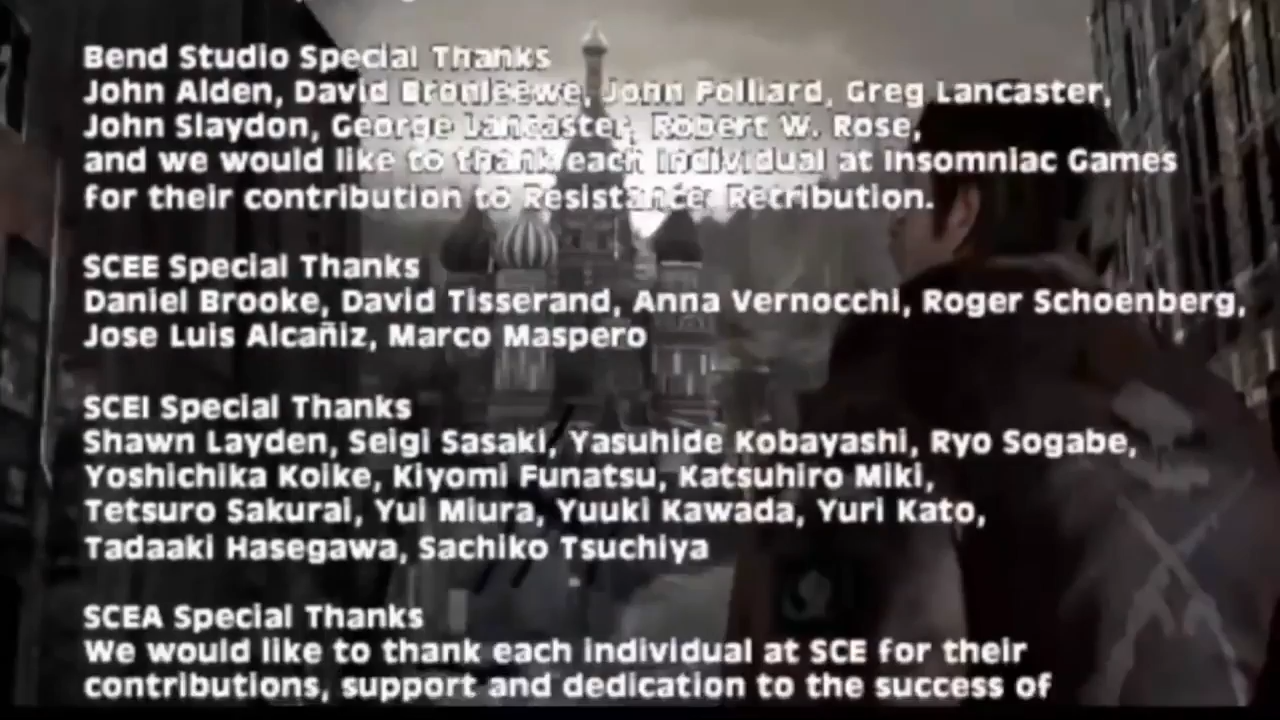 Bend Studio Special Thanks
John Alden, David Bronleewe, John Folliard, Greg Lancaster,
John Slaydon, George Lancaster, Robert W. Rose,
and we would like to thank each individual at Insomniac Games
for their contribution to Resistance: Retribution.
SCEE Special Thanks
Daniel Brooke, David Tisserand, Anna Vernocchi, Roger Schoenberg,
Jose Luis Alcañiz, Marco Maspero
SCEI Special Thanks
Shawn Layden, Seigi Sasaki, Yasuhide Kobayashi, Ryo Sogabe,
Yoshichika Koike, Kiyomi Funatsu, Katsuhiro Miki,
Tetsuro Sakurai, Yui Miura, Yuuki Kawada, Yuri Kato,
Tadaaki Hasegawa, Sachiko Tsuchiya
SCEA Special Thanks
We would like to thank each individual at SCE for their
contributions, support and dedication to the success of